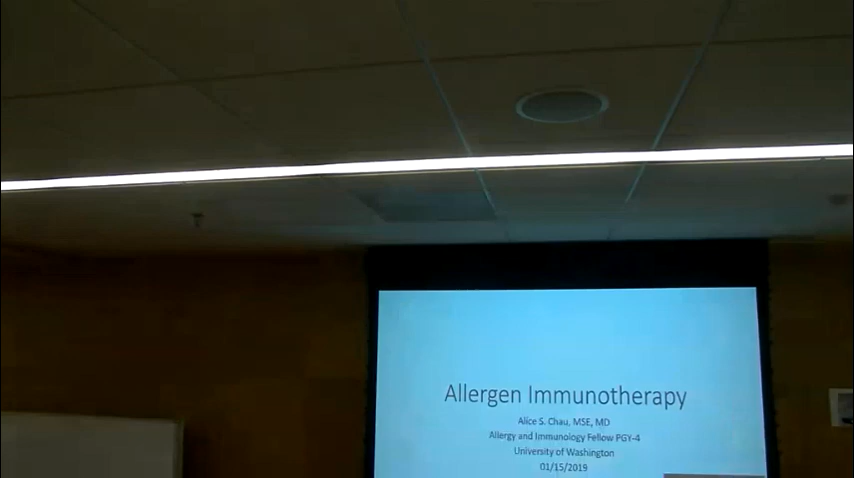 Allergen Immunotherapy
Alice S. Chau, MSE, MD
Allergy and Immunology Fellow PGY-4
University of Washington
01/15/2019